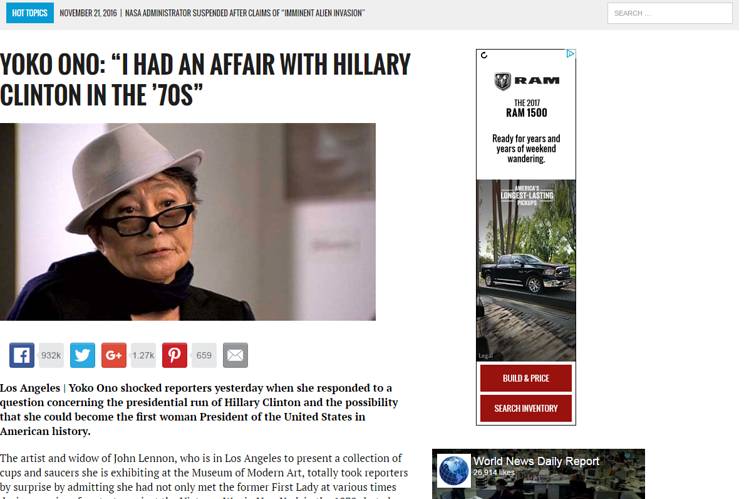 HOT TOPICS
NOVEMBER 21, 2016 | NASA ADMINISTRATOR SUSPENDED AFTER CLAIMS OF "IMMINENT ALIEN INVASION"
SEARCH ...
YOKO ONO: “I HAD AN AFFAIR WITH HILLARY
CLINTON IN THE ’70S”
932k
1.27k
659
Los Angeles | Yoko Ono shocked reporters yesterday when she responded to a
question concerning the presidential run of Hillary Clinton and the possibility
that she could become the first woman President of the United States in
American history.
The artist and widow of John Lennon, who is in Los Angeles to present a collection of
cups and saucers she is exhibiting at the Museum of Modern Art, totally took reporters
by surprise by admitting she had not only met the former First Lady at various times
RAM
THE 2017
RAM 1500
Ready for years and
years of weekend
wandering.
AMERICA'S
LONGEST-LASTING
PICKUPS
Legal
BUILD & PRICE
SEARCH INVENTORY
World News Daily Report
26,914 likes